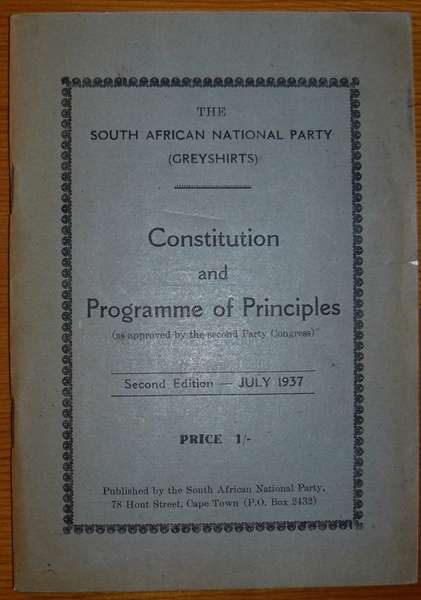 THE
SOUTH AFRICAN NATIONAL PARTY
(GREYSHIRTS)
Constitution
and
Programme of Principles
(as approved by the second Party Congress)
Second Edition — JULY 1937
PRICE 1/-
Published by the South African National Party,
78 Hout Street, Cape Town (P.O. Box 2432)